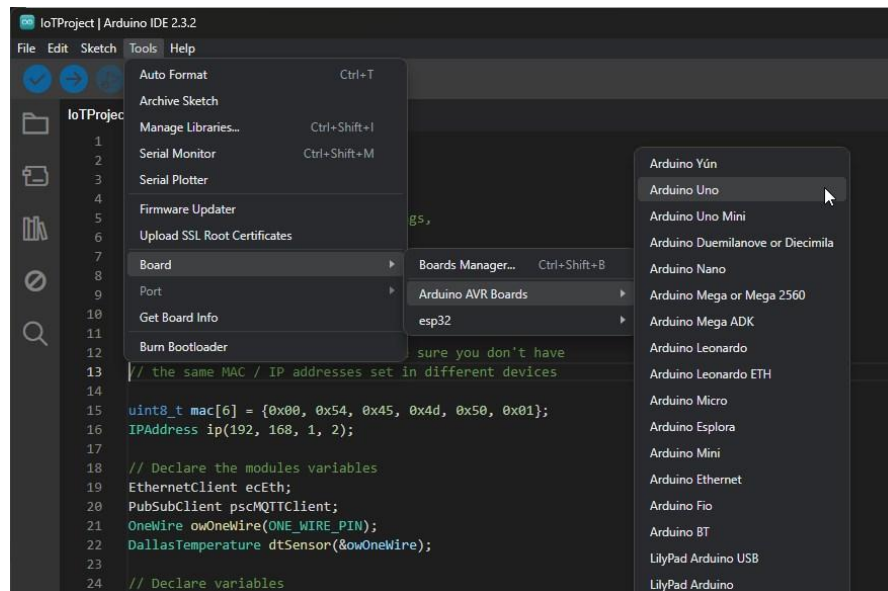 IoTProject | Arduino IDE 2.3.2
File Edit Sketch Tools Help
Auto Format Ctrl+T
Archive Sketch
Manage Libraries... Ctrl+Shift+I
Serial Monitor Ctrl+Shift+M
Serial Plotter
Firmware Updater
Upload SSL Root Certificates
Board
Port
Get Board Info
Burn Bootloader
Boards Manager... Ctrl+Shift+B
Arduino AVR Boards
esp32
Arduino Yún
Arduino Uno
Arduino Uno Mini
Arduino Duemilanove or Diecimila
Arduino Nano
Arduino Mega or Mega 2560
Arduino Mega ADK
Arduino Leonardo
Arduino Leonardo ETH
Arduino Micro
Arduino Esplora
Arduino Mini
Arduino Ethernet
Arduino Fio
Arduino BT
LilyPad Arduino USB
LilyPad Arduino
IoTProjec
1
2
3
4
5 gs,
6
7
8
9
10
11
12 sure you don't have
13 // the same MAC / IP addresses set in different devices
14
15 uint8_t mac[6] = {0x00, 0x54, 0x45, 0x4d, 0x50, 0x01};
16 IPAddress ip(192, 168, 1, 2);
17
18 // Declare the modules variables
19 EthernetClient ecEth;
20 PubSubClient pscMQTTClient;
21 OneWire owOneWire(ONE_WIRE_PIN);
22 DallasTemperature dtSensor(&owOneWire);
23
24 // Declare variables